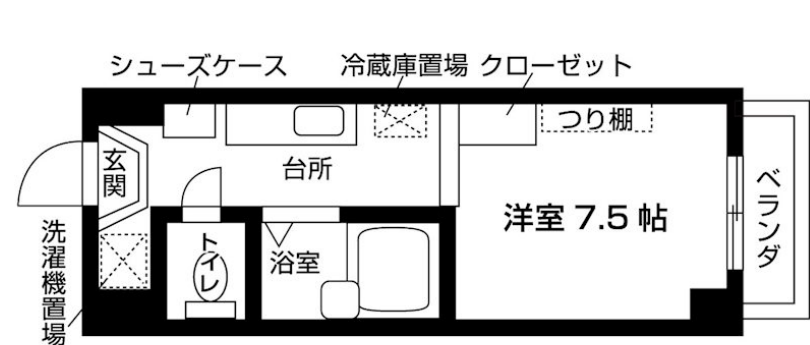 シューズケース
冷蔵庫置場
クローゼット
つり棚
玄関
台所
洋室 7.5 帖
ベランダ
洗濯機置場
トイレ
浴室